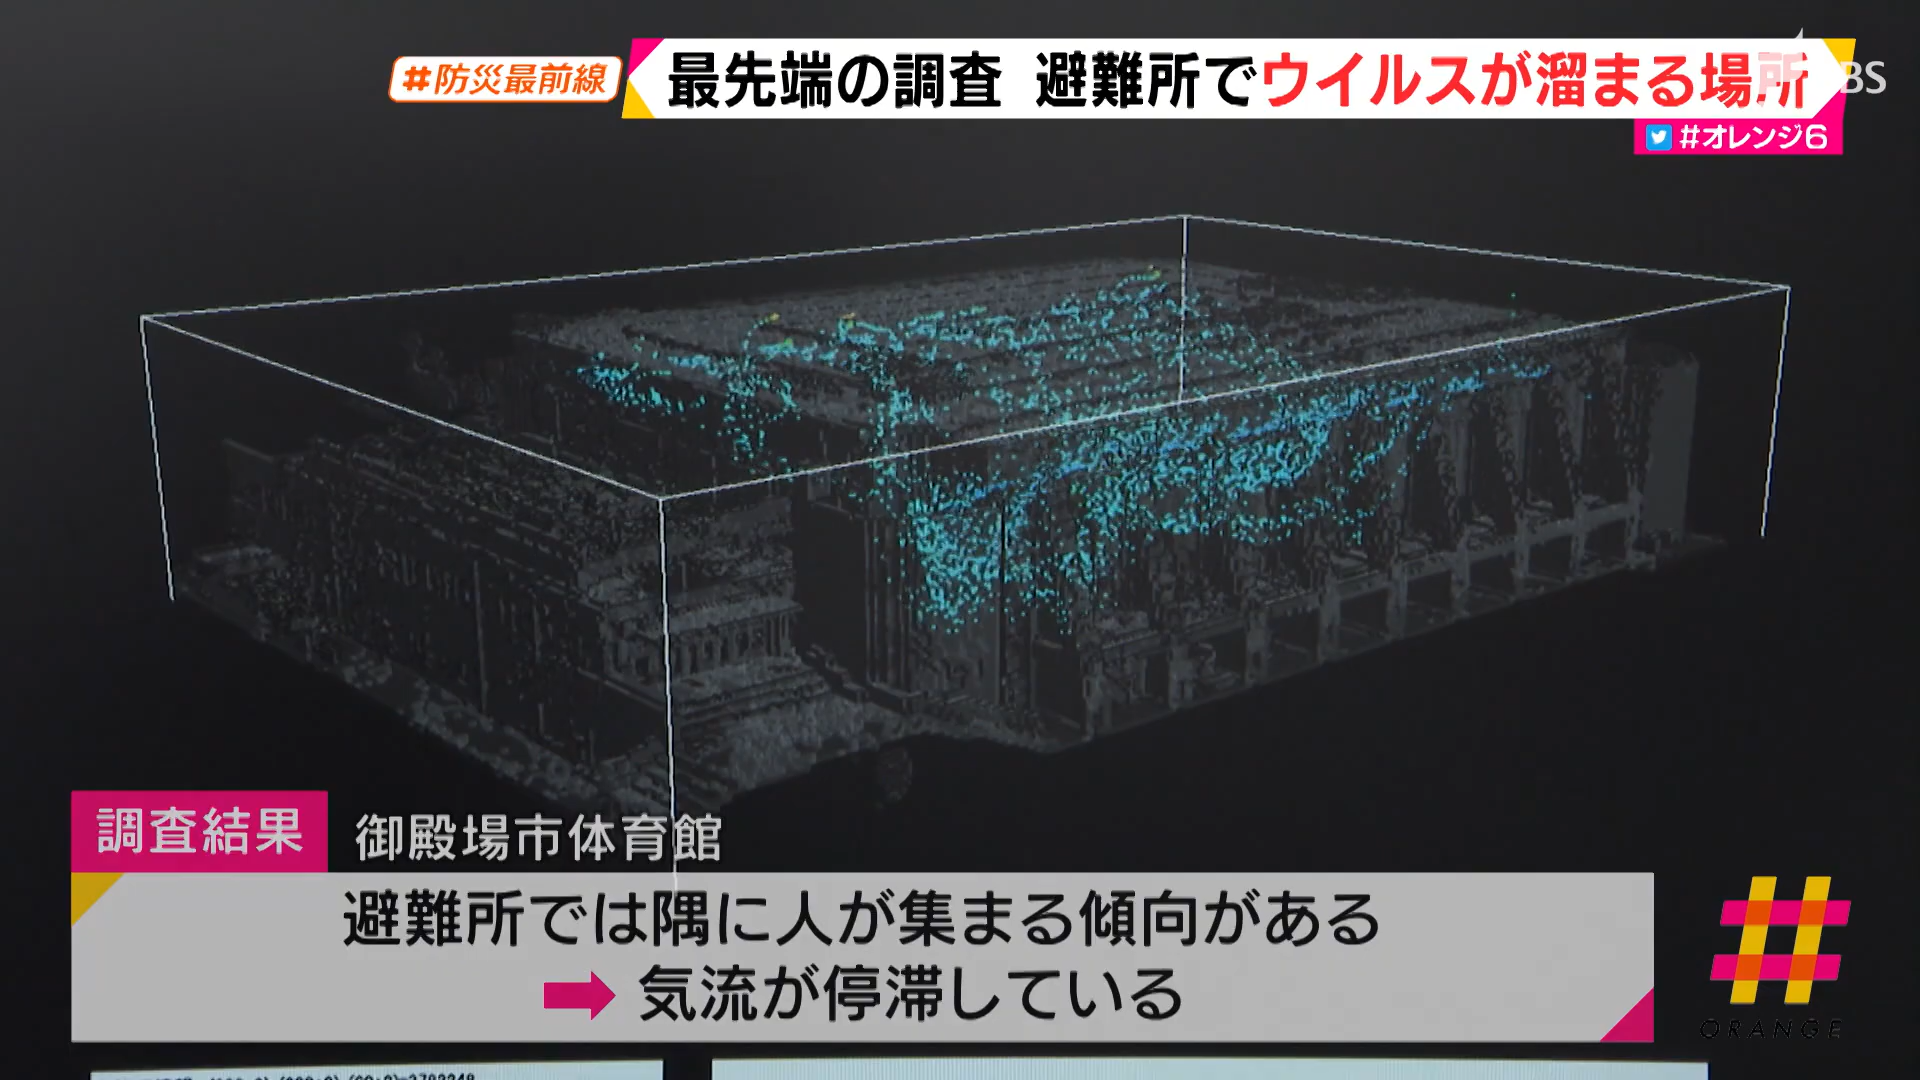 #防災最前線
最先端の調査 避難所でウイルスが溜まる場所
BS
#オレンジ6
調査結果
御殿場市体育館
避難所では隅に人が集まる傾向がある
➡ 気流が停滞している
ORANGE